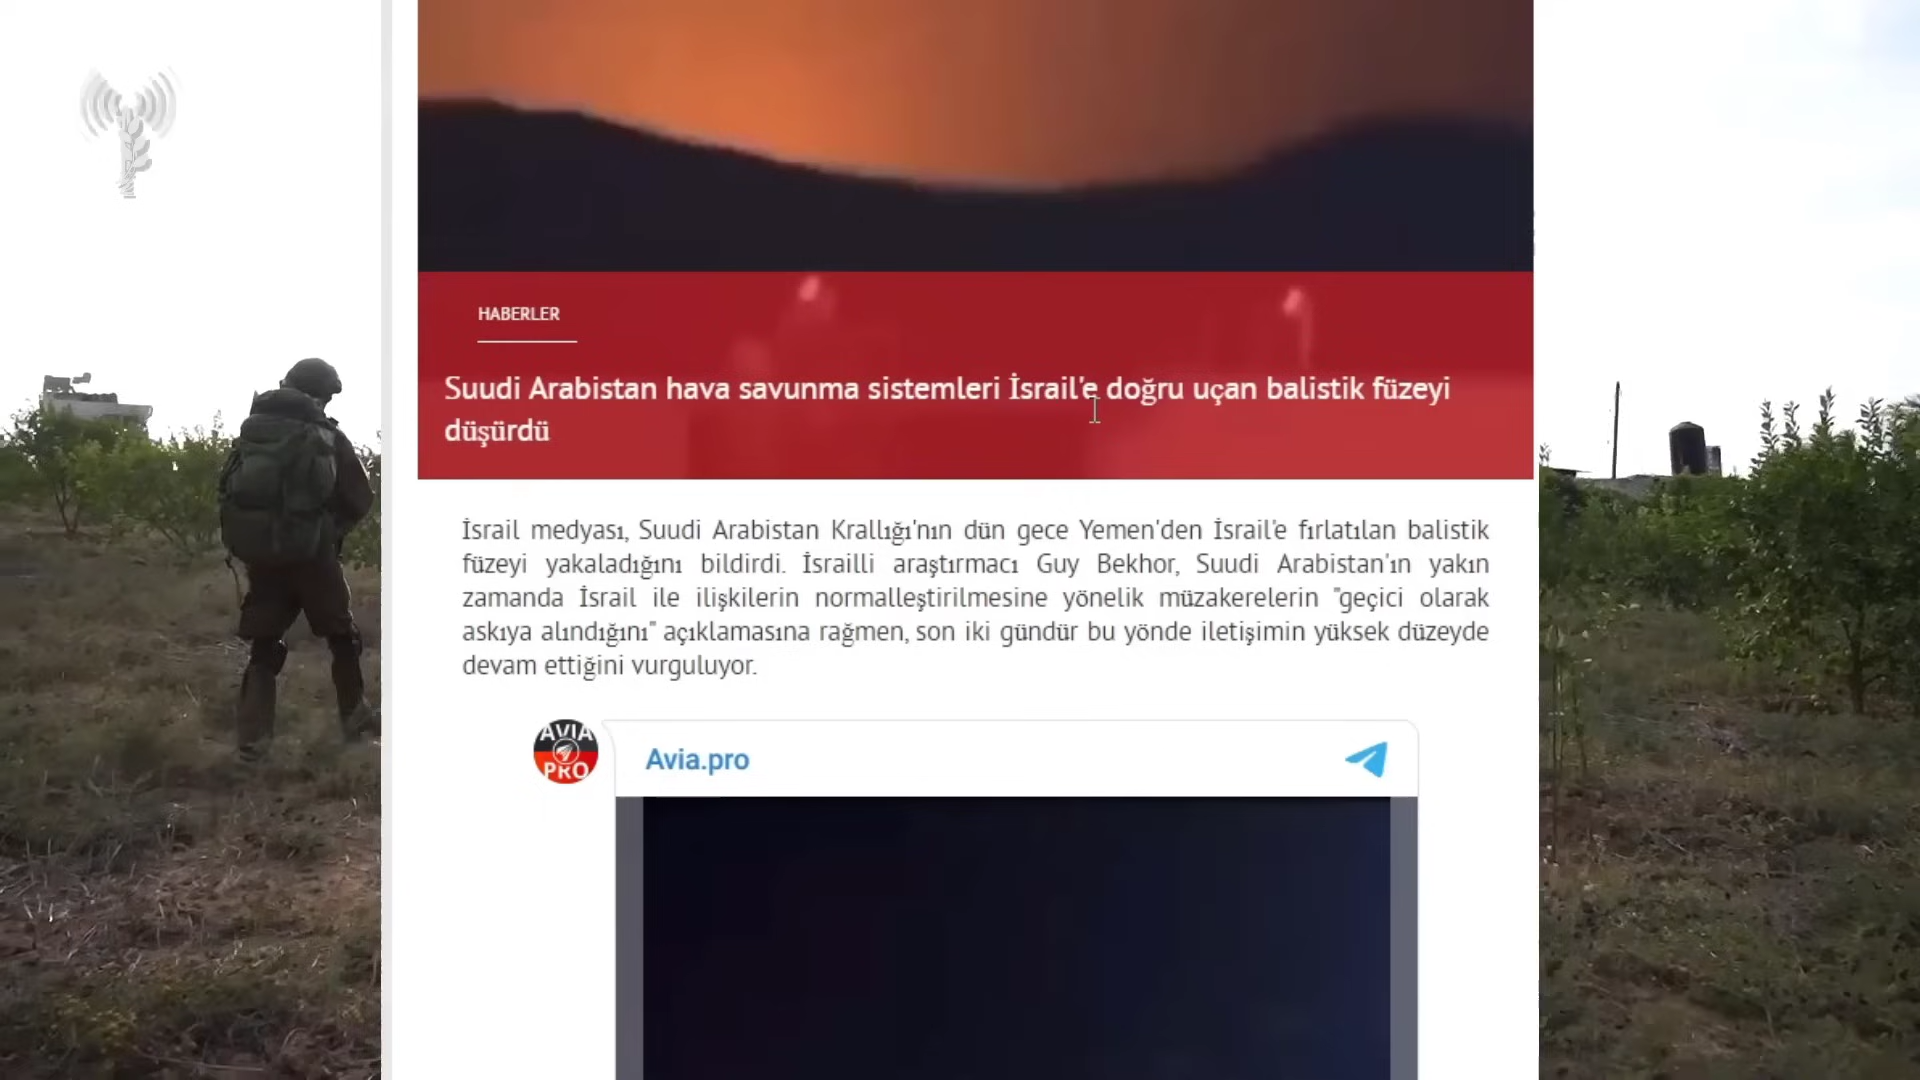 HABERLER
Suudi Arabistan hava savunma sistemleri İsrail'e doğru uçan balistik füzeyi
düşürdü
İsrail medyası, Suudi Arabistan Krallığı'nın dün gece Yemen'den İsrail'e fırlatılan balistik
füzeyi yakaladığını bildirdi. İsrailli araştırmacı Guy Bekhor, Suudi Arabistan'ın yakın
zamanda İsrail ile ilişkilerin normalleştirilmesine yönelik müzakerelerin "geçici olarak
askıya alındığını" açıklamasına rağmen, son iki gündür bu yönde iletişimin yüksek düzeyde
devam ettiğini vurguluyor.
AVIA
PRO
Avia.pro